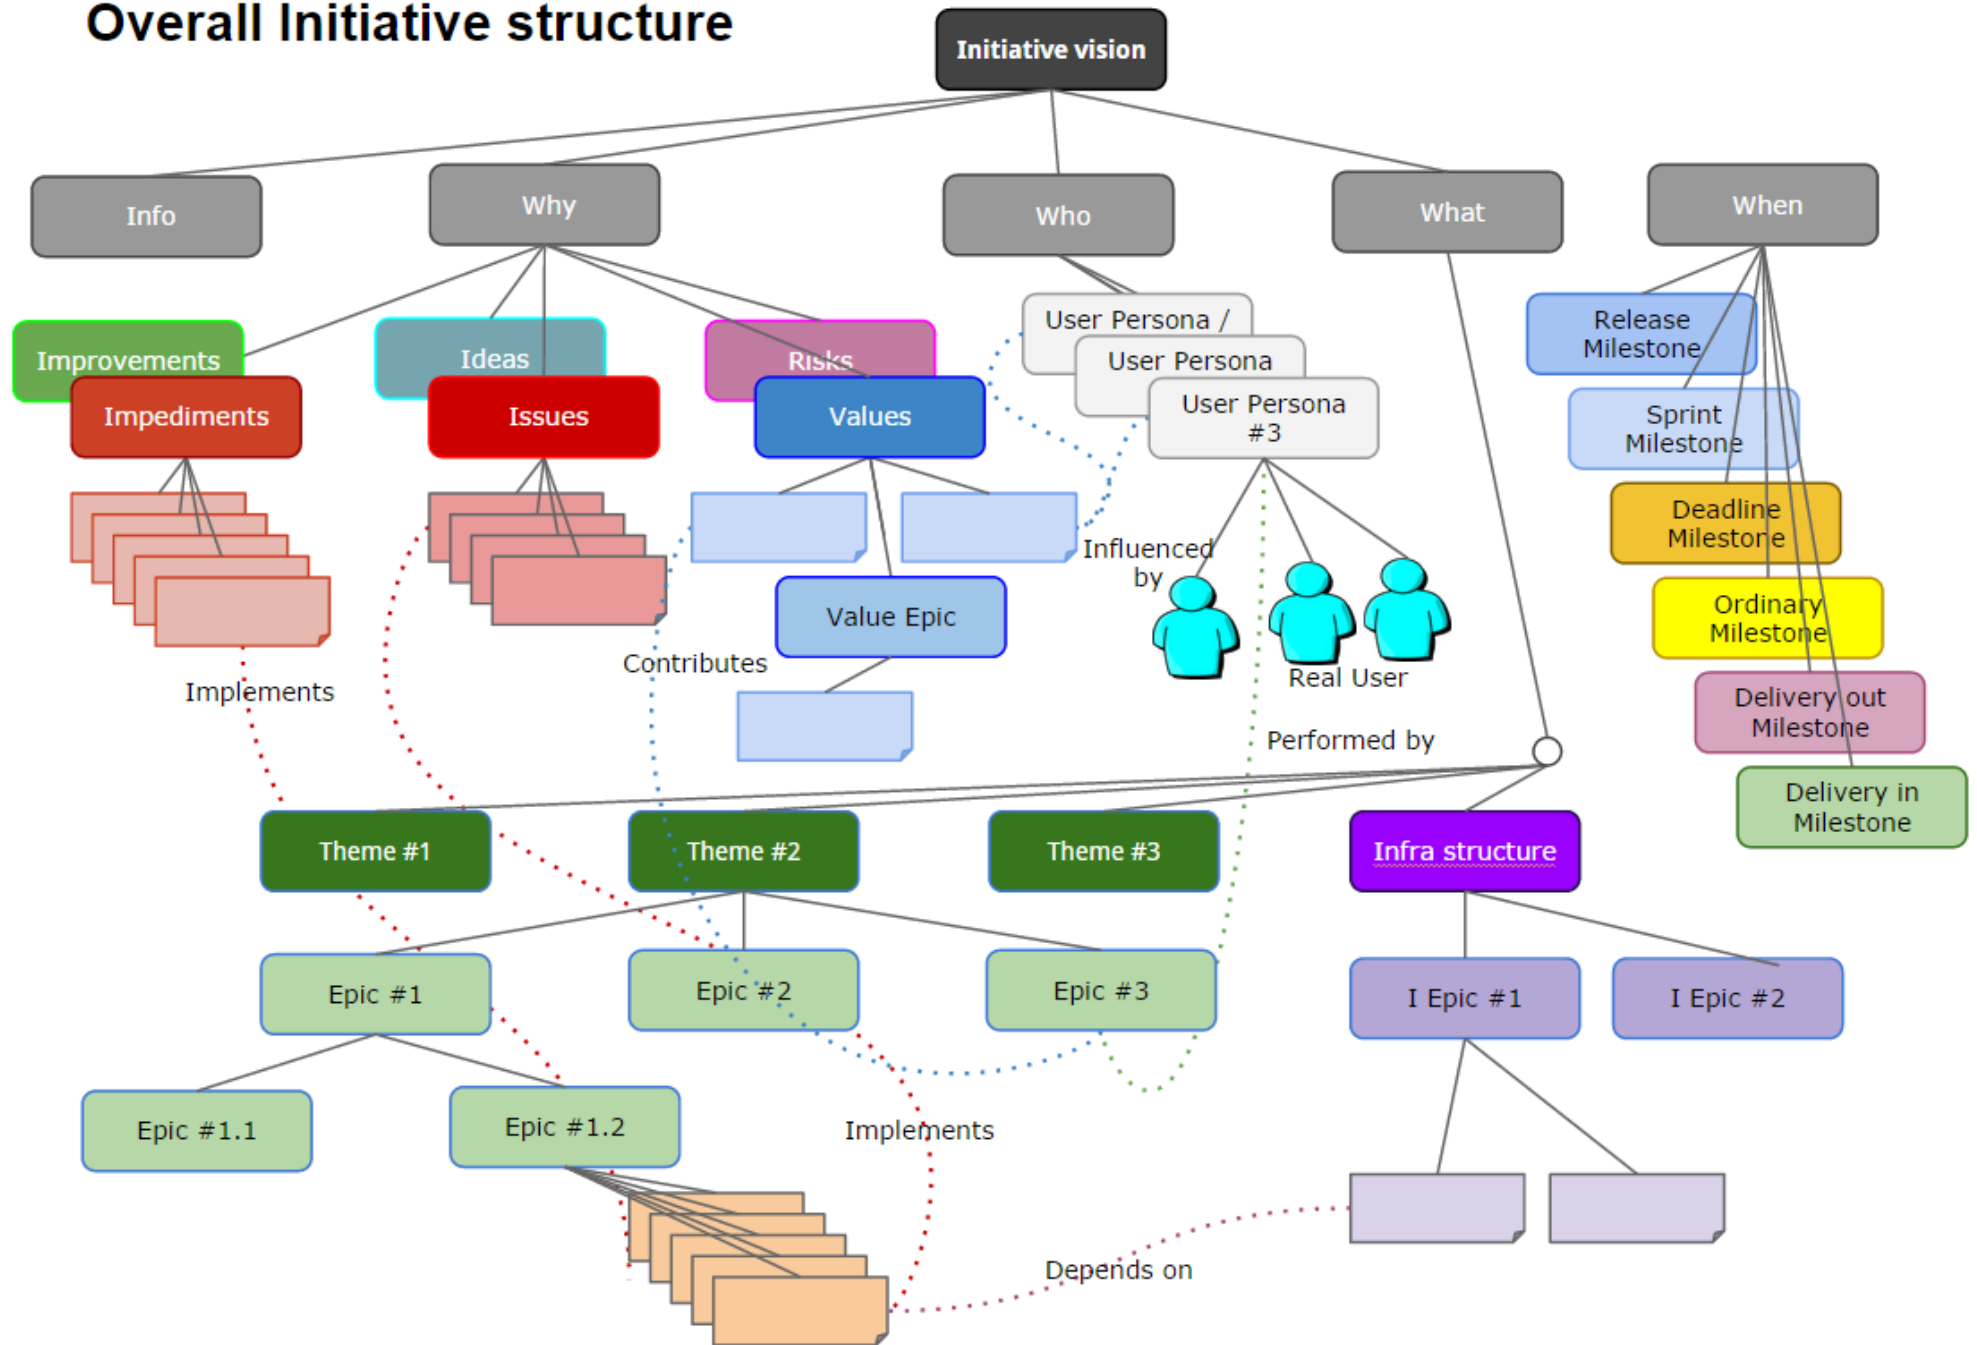 Overall Initiative structure
Initiative vision
Info
Why
Who
What
When
Improvements
Impediments
Ideas
Issues
Risks
Values
User Persona /
User Persona
User Persona
#3
Release
Milestone
Sprint
Milestone
Deadline
Milestone
Ordinary
Milestone
Delivery out
Milestone
Delivery in
Milestone
Influenced
by
Value Epic
Contributes
Implements
Real User
Performed by
Theme #1
Theme #2
Theme #3
Infra structure
Epic #1
Epic #2
Epic #3
I Epic #1
I Epic #2
Epic #1.1
Epic #1.2
Implements
Depends on